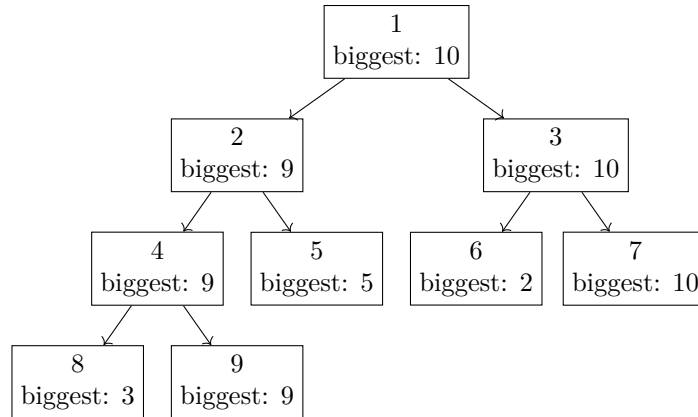 1
biggest: 10
2
biggest: 9
3
biggest: 10
4
biggest: 9
5
biggest: 5
6
biggest: 2
7
biggest: 10
8
biggest: 3
9
biggest: 9